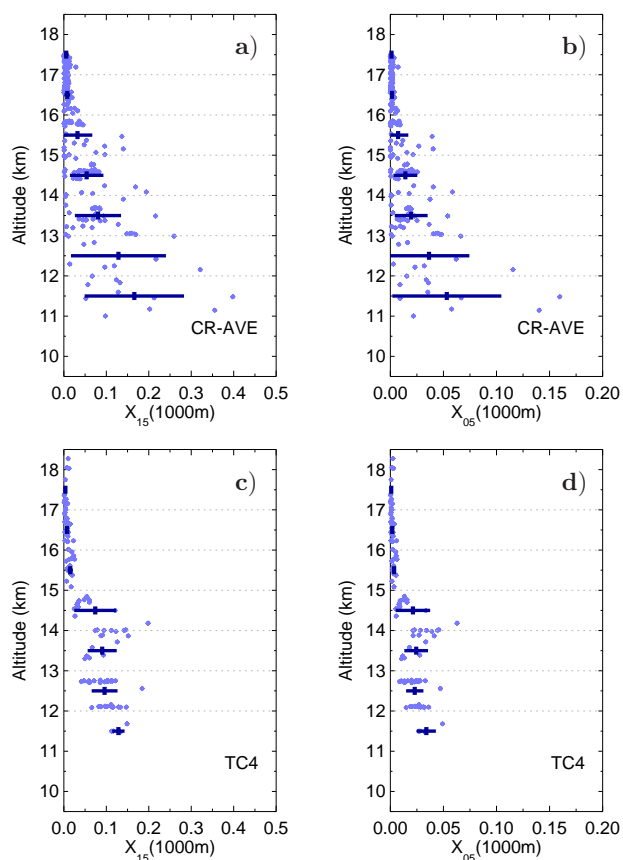 a)
18
17
16
15
14
13
12
11
10
Altitude (km)
CR-AVE
0.0 0.1 0.2 0.3 0.4 0.5
X15(1000m)
b)
18
17
16
15
14
13
12
11
10
Altitude (km)
CR-AVE
0.00 0.05 0.10 0.15 0.20
X05(1000m)
c)
18
17
16
15
14
13
12
11
10
Altitude (km)
TC4
0.0 0.1 0.2 0.3 0.4 0.5
X15(1000m)
d)
18
17
16
15
14
13
12
11
10
Altitude (km)
TC4
0.00 0.05 0.10 0.15 0.20
X05(1000m)